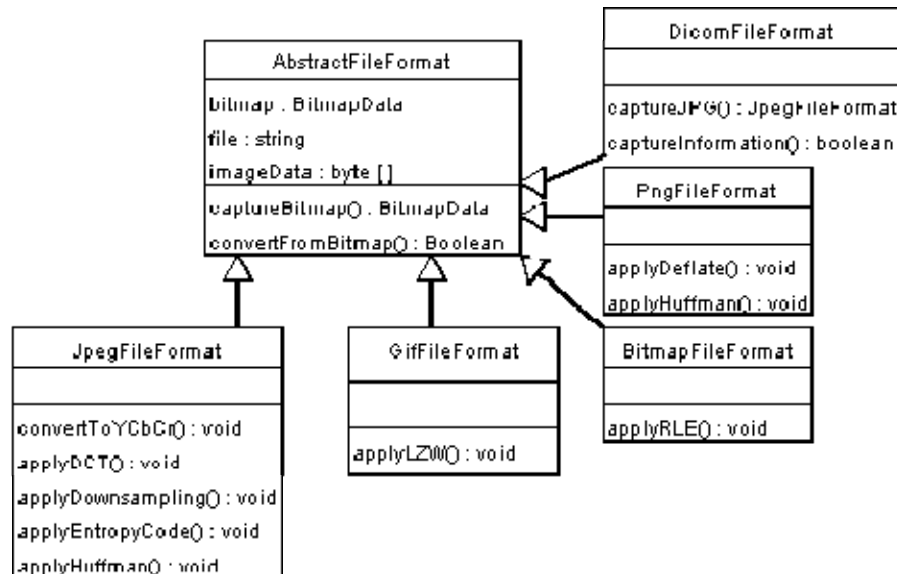 AbstractFileFormat
bitmap : BitmapData
file : string
imageData : byte []
captureBitmap() : BitmapData
convertFromBitmap() : Boolean
DicomFileFormat
captureJPG() : JpegFileFormat
captureInformation() : boolean
PngFileFormat
applyDeflate() : void
applyHuffman() : void
JpegFileFormat
convertToYCbCr() : void
applyDCT() : void
applyDownsampling() : void
applyEntropyCode() : void
applyHuffman() : void
GifFileFormat
applyLZW() : void
BitmapFileFormat
applyRLE() : void